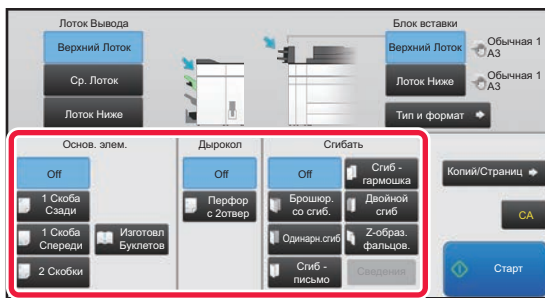 Лоток Вывода
Верхний Лоток
Ср. Лоток
Лоток Ниже
Блок вставки
Верхний Лоток
Обычная 1
A3
Лоток Ниже
Обычная 1
A3
Тип и формат
Основ. элем.
Off
1 Скоба
Сзади
1 Скоба
Спереди
2 Скобки
Изготовл
Буклетов
Дырокол
Off
Перфор
с 2отвер
Сгибать
Off
Брошюр.
со сгиб.
Одинарн.сгиб
Сгиб -
письмо
Сгиб -
гармошка
Двойной
сгиб
Z-образ.
фальцов.
Сведения
Копий/Страниц
CA
Старт